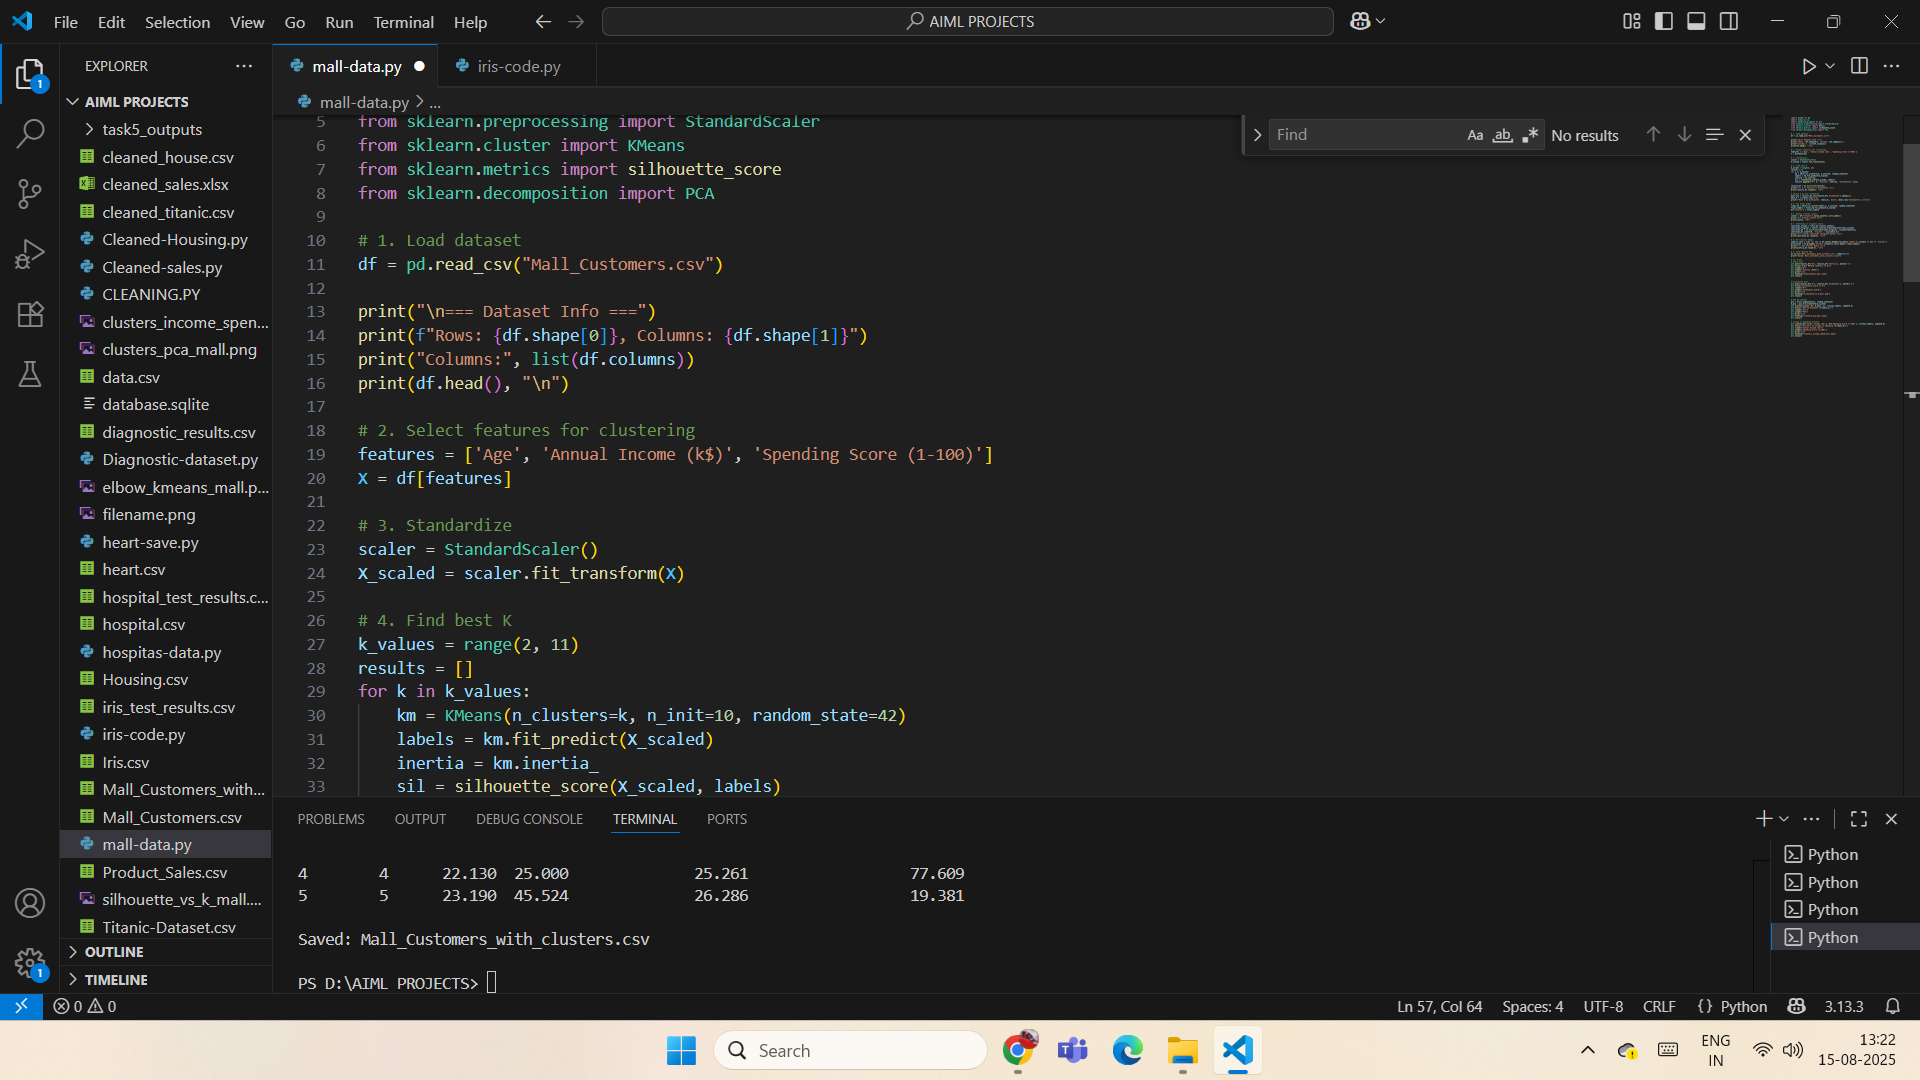 File Edit Selection View Go Run Terminal Help
AIML PROJECTS
EXPLORER
AIML PROJECTS
task5_outputs
cleaned_house.csv
cleaned_sales.xlsx
cleaned_titanic.csv
Cleaned-Housing.py
Cleaned-sales.py
CLEANING.PY
clusters_income_spen...
clusters_pca_mall.png
data.csv
database.sqlite
diagnostic_results.csv
Diagnostic-dataset.py
elbow_kmeans_mall.p...
filename.png
heart-save.py
heart.csv
hospital_test_results.c...
hospital.csv
hospitas-data.py
Housing.csv
iris_test_results.csv
iris-code.py
Iris.csv
Mall_Customers_with...
Mall_Customers.csv
mall-data.py
Product_Sales.csv
silhouette_vs_k_mall....
Titanic-Dataset.csv
OUTLINE
TIMELINE
1
1
mall-data.py
iris-code.py
mall-data.py > ...
Find Aa ab No results
5 from sklearn.preprocessing import StandardScaler
6 from sklearn.cluster import KMeans
7 from sklearn.metrics import silhouette_score
8 from sklearn.decomposition import PCA
9
10 # 1. Load dataset
11 df = pd.read_csv("Mall_Customers.csv")
12
13 print("\n=== Dataset Info ===")
14 print(f"Rows: {df.shape[0]}, Columns: {df.shape[1]}")
15 print("Columns:", list(df.columns))
16 print(df.head(), "\n")
17
18 # 2. Select features for clustering
19 features = ['Age', 'Annual Income (k$)', 'Spending Score (1-100)']
20 X = df[features]
21
22 # 3. Standardize
23 scaler = StandardScaler()
24 X_scaled = scaler.fit_transform(X)
25
26 # 4. Find best K
27 k_values = range(2, 11)
28 results = []
29 for k in k_values:
30 km = KMeans(n_clusters=k, n_init=10, random_state=42)
31 labels = km.fit_predict(X_scaled)
32 inertia = km.inertia_
33 sil = silhouette_score(X_scaled, labels)
PROBLEMS OUTPUT DEBUG CONSOLE TERMINAL PORTS
4 4 22.130 25.000 25.261 77.609
5 5 23.190 45.524 26.286 19.381
Saved: Mall_Customers_with_clusters.csv
PS D:\AIML PROJECTS>
Python
Python
Python
Python
0 0
Ln 57, Col 64 Spaces: 4 UTF-8 CRLF {} Python 3.13.3
Search
ENG
IN
13:22
15-08-2025